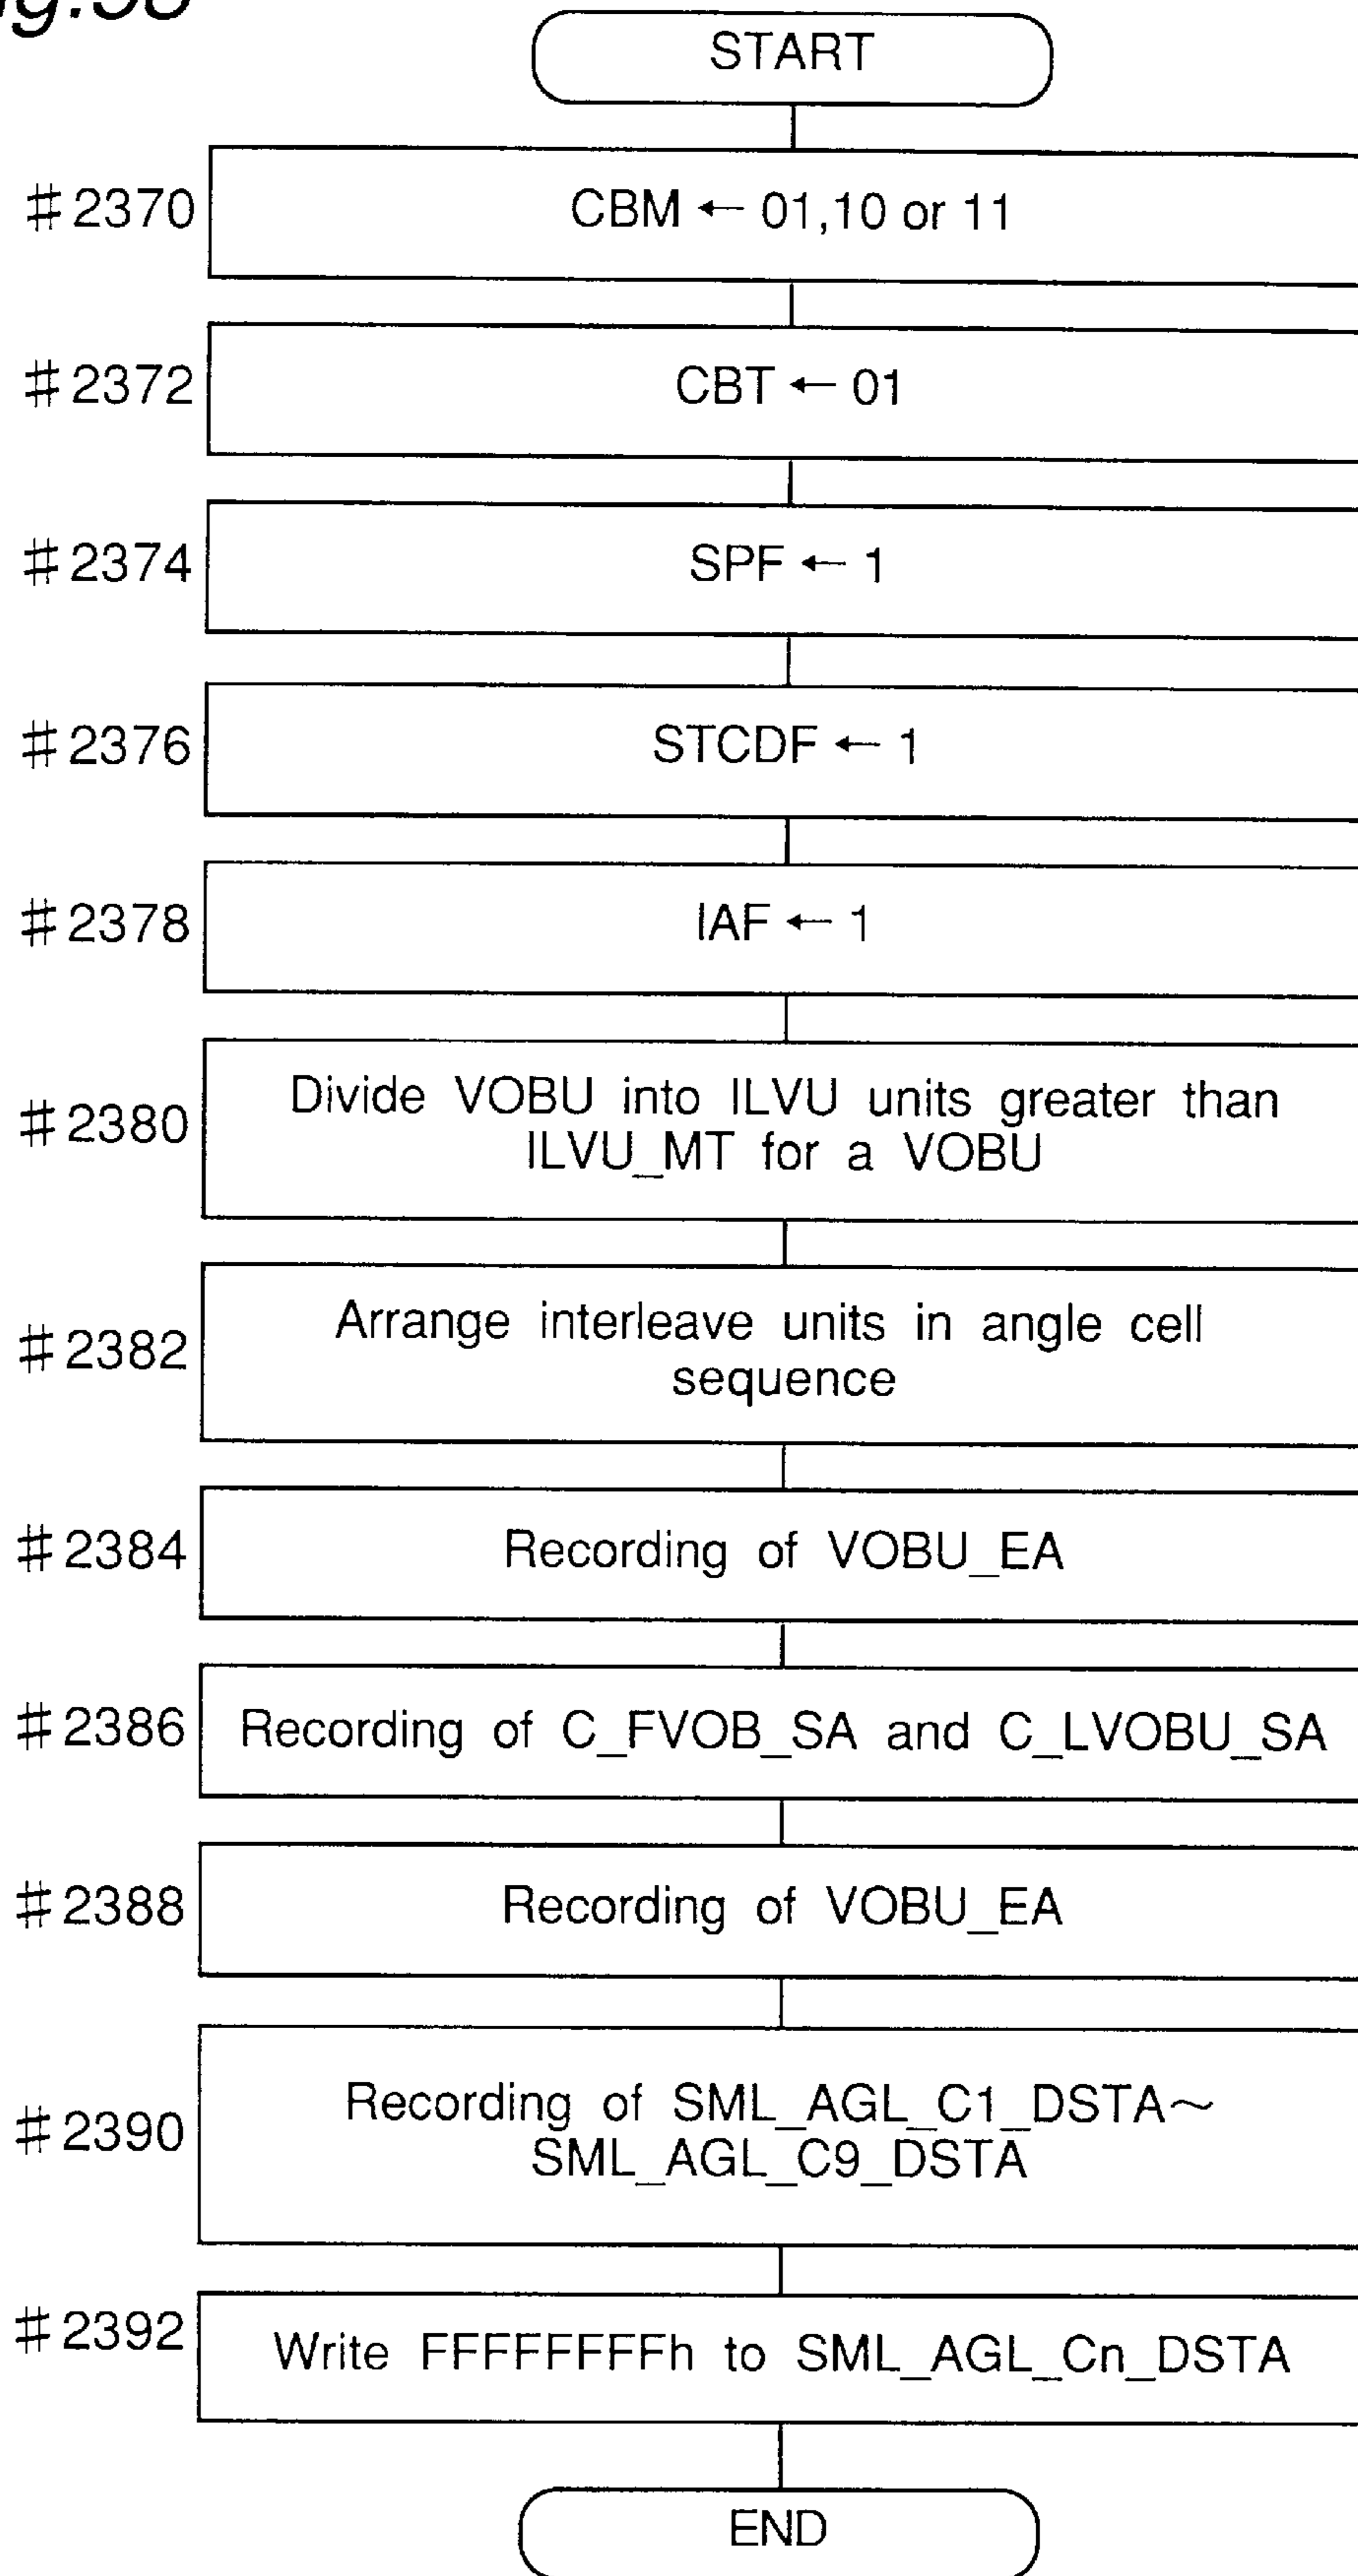 START
#2370
CBM ← 01,10 or 11
#2372
CBT ← 01
#2374
SPF ← 1
#2376
STCDF ← 1
#2378
IAF ← 1
#2380
Divide VOBU into ILVU units greater than
ILVU_MT for a VOBU
#2382
Arrange interleave units in angle cell
sequence
#2384
Recording of VOBU_EA
#2386
Recording of C_FVOB_SA and C_LVOBU_SA
#2388
Recording of VOBU_EA
#2390
Recording of SML_AGL_C1_DSTA~
SML_AGL_C9_DSTA
#2392
Write FFFFFFFFh to SML_AGL_Cn_DSTA
END